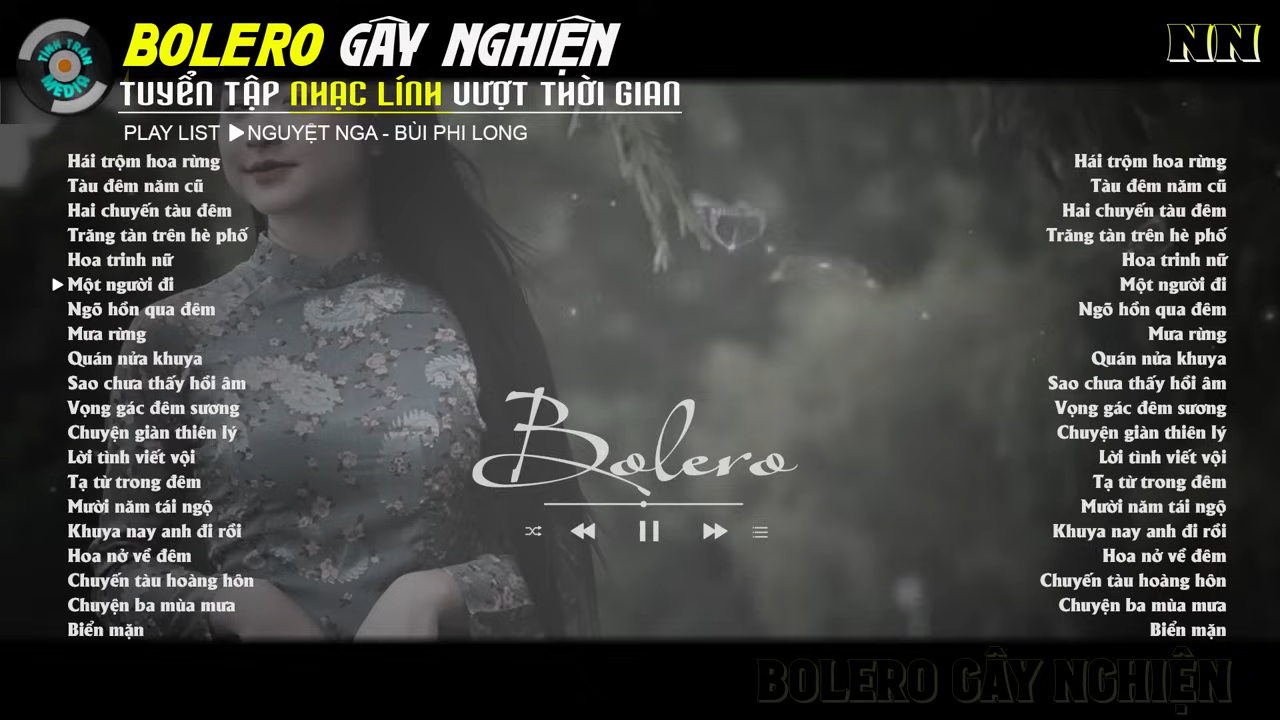 TÌNH TRẦN
MEDIA
BOLERO GÂY NGHIỆN
NN
TUYỂN TẬP NHẠC LÍNH VƯỢT THỜI GIAN
PLAY LIST ▶NGUYỆT NGA - BÙI PHI LONG
Hái trộm hoa rừng
Tàu đêm năm cũ
Hai chuyến tàu đêm
Trăng tàn trên hè phố
Hoa trinh nữ
Một người đi
Ngõ hồn qua đêm
Mưa rừng
Quán nửa khuya
Sao chưa thấy hồi âm
Vọng gác đêm sương
Chuyện giàn thiên lý
Lời tình viết vội
Tạ từ trong đêm
Mười năm tái ngộ
Khuya nay anh đi rồi
Hoa nở về đêm
Chuyến tàu hoàng hôn
Chuyện ba mùa mưa
Biển mặn
Hái trộm hoa rừng
Tàu đêm năm cũ
Hai chuyến tàu đêm
Trăng tàn trên hè phố
Hoa trinh nữ
Một người đi
Ngõ hồn qua đêm
Mưa rừng
Quán nửa khuya
Sao chưa thấy hồi âm
Vọng gác đêm sương
Chuyện giàn thiên lý
Lời tình viết vội
Tạ từ trong đêm
Mười năm tái ngộ
Khuya nay anh đi rồi
Hoa nở về đêm
Chuyến tàu hoàng hôn
Chuyện ba mùa mưa
Biển mặn
Bolero
BOLERO GÂY NGHIỆN